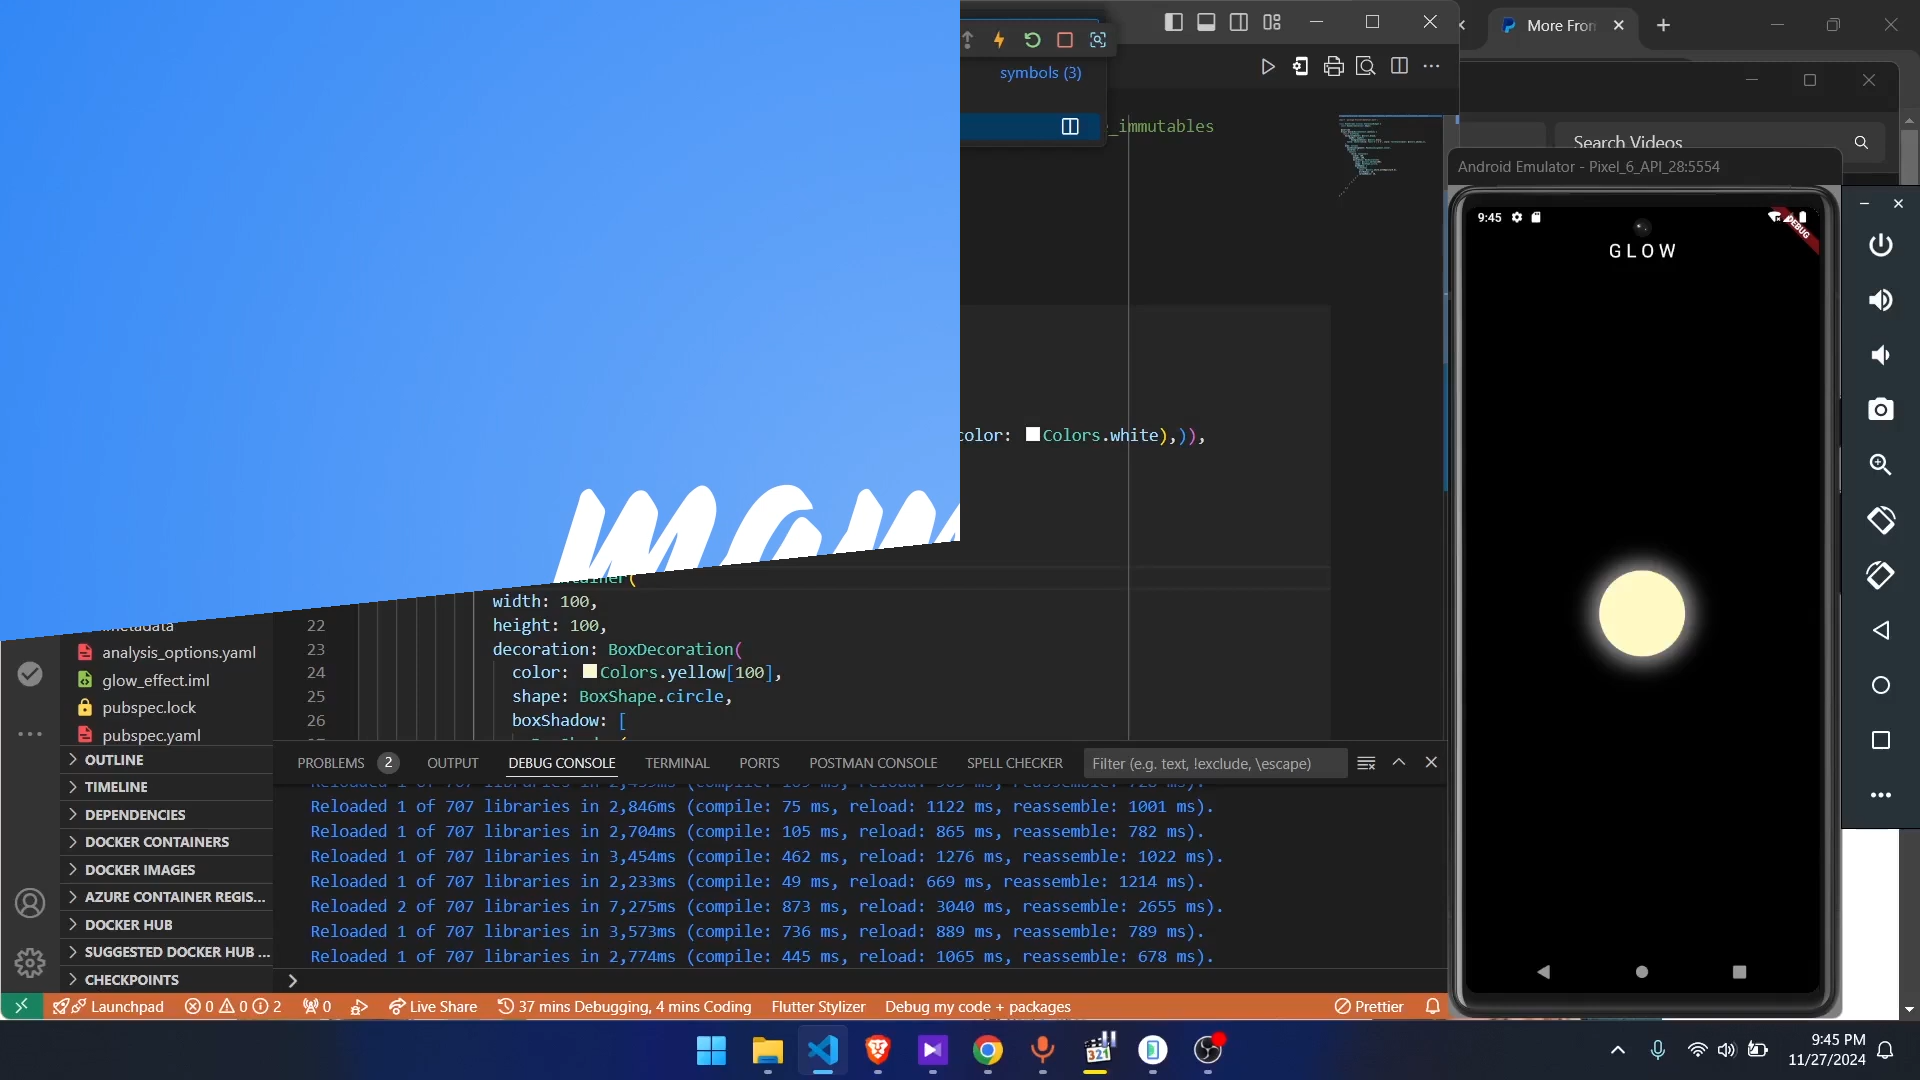 More Fron
symbols (3)
_immutables
Search Videos
Android Emulator - Pixel_6_API_28:5554
9:45
DEBUG
GLOW
color: Colors.white),)),
22
23
24
25
26
width: 100,
height: 100,
decoration: BoxDecoration(
color: Colors.yellow[100],
shape: BoxShape.circle,
boxShadow: [
.metadata
analysis_options.yaml
glow_effect.iml
pubspec.lock
pubspec.yaml
OUTLINE
TIMELINE
DEPENDENCIES
DOCKER CONTAINERS
DOCKER IMAGES
AZURE CONTAINER REGIS...
DOCKER HUB
SUGGESTED DOCKER HUB ...
CHECKPOINTS
PROBLEMS 2 OUTPUT DEBUG CONSOLE TERMINAL PORTS POSTMAN CONSOLE SPELL CHECKER Filter (e.g. text, !exclude, \escape)
Reloaded 1 of 707 libraries in 2,846ms (compile: 75 ms, reload: 1122 ms, reassemble: 1001 ms).
Reloaded 1 of 707 libraries in 2,704ms (compile: 105 ms, reload: 865 ms, reassemble: 782 ms).
Reloaded 1 of 707 libraries in 3,454ms (compile: 462 ms, reload: 1276 ms, reassemble: 1022 ms).
Reloaded 1 of 707 libraries in 2,233ms (compile: 49 ms, reload: 669 ms, reassemble: 1214 ms).
Reloaded 2 of 707 libraries in 7,275ms (compile: 873 ms, reload: 3040 ms, reassemble: 2655 ms).
Reloaded 1 of 707 libraries in 3,573ms (compile: 736 ms, reload: 889 ms, reassemble: 789 ms).
Reloaded 1 of 707 libraries in 2,774ms (compile: 445 ms, reload: 1065 ms, reassemble: 678 ms).
Launchpad 0 0 2 0 Live Share 37 mins Debugging, 4 mins Coding Flutter Stylizer Debug my code + packages Prettier
321
9:45 PM
11/27/2024